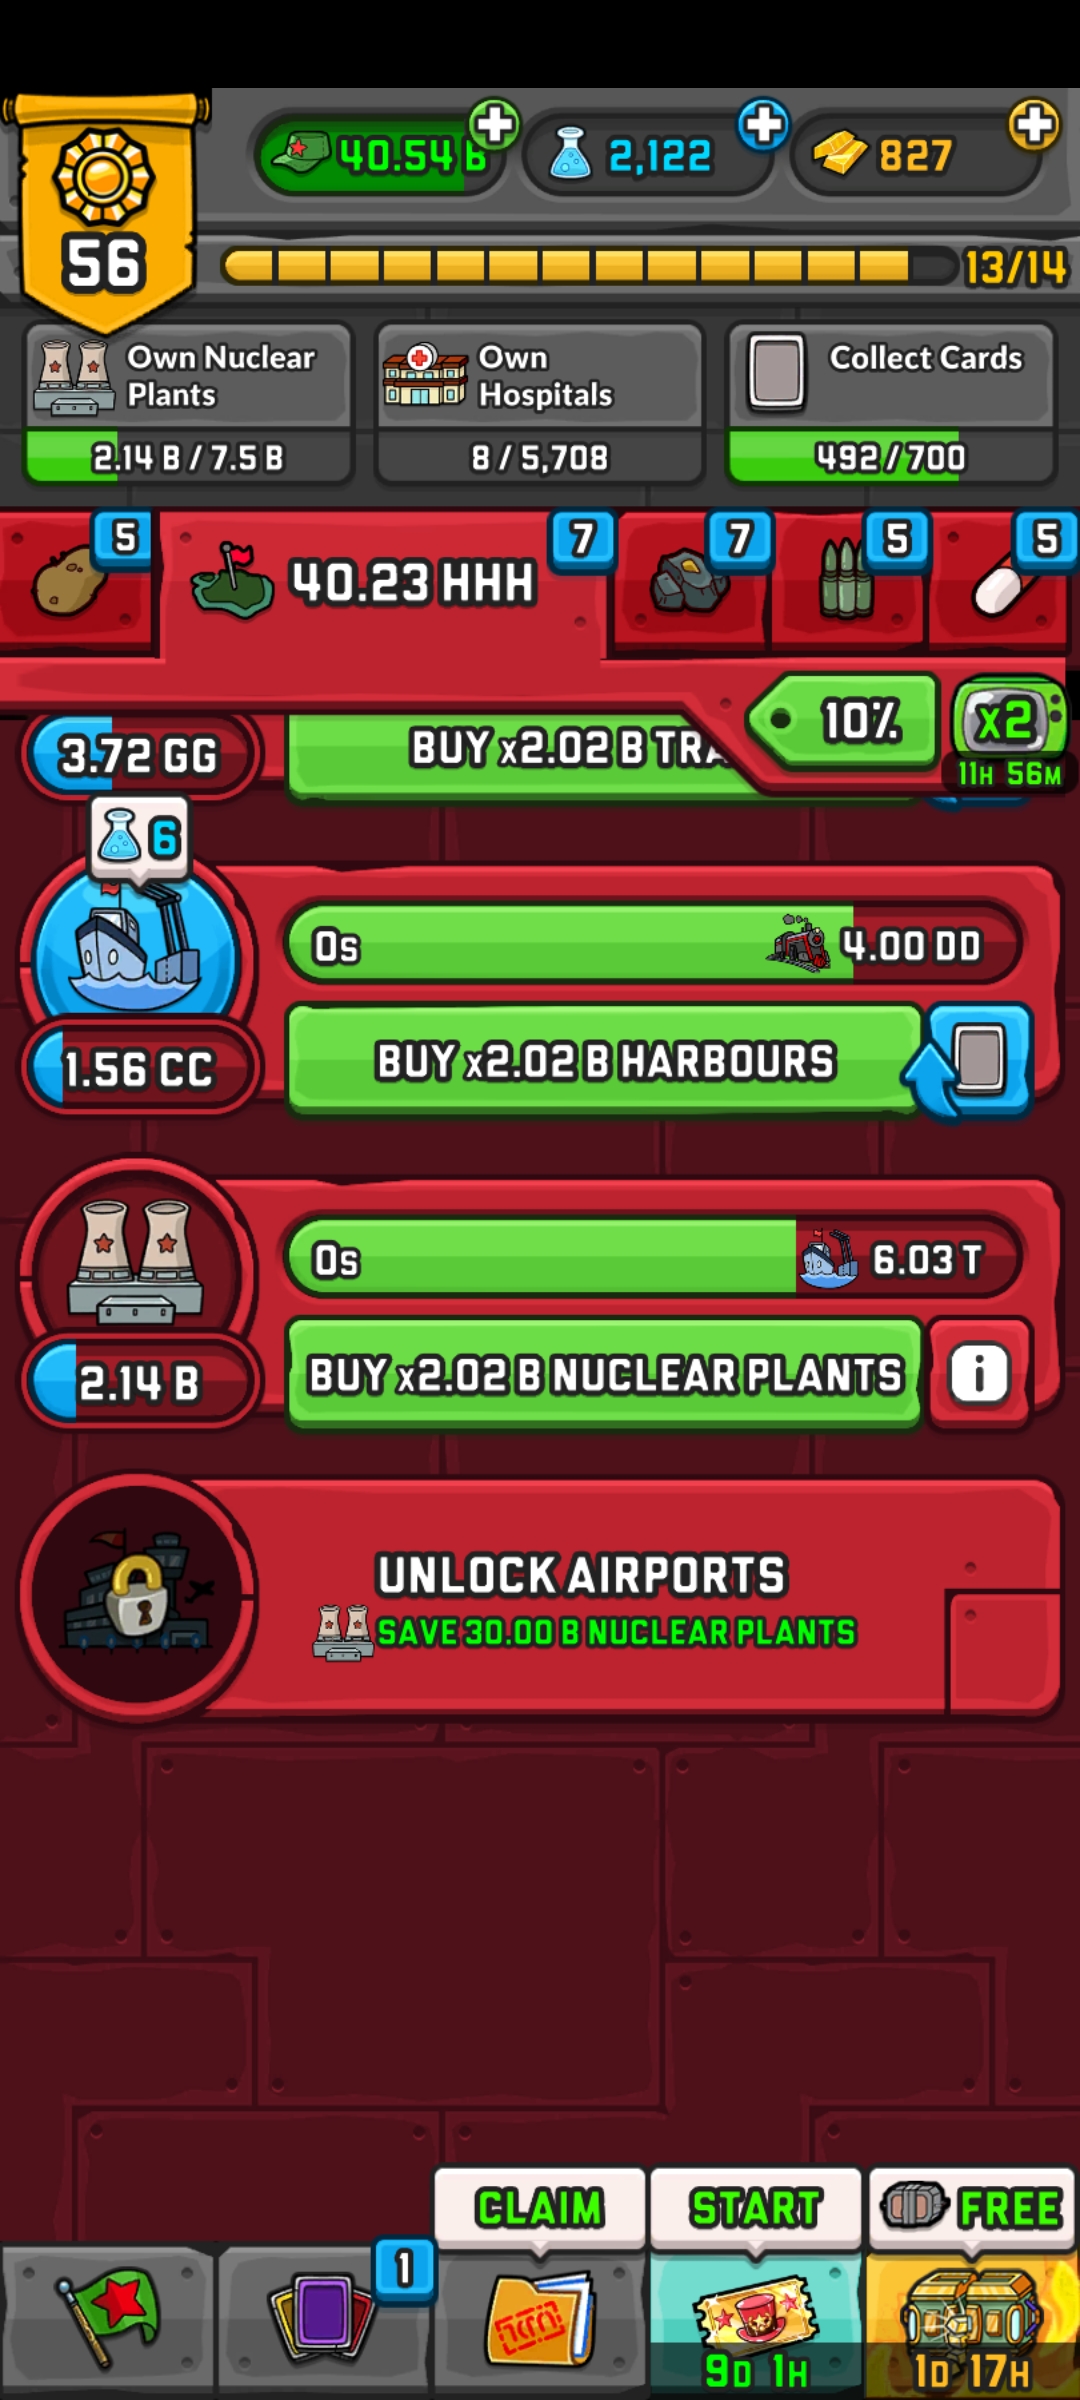 40.54 B
2,122
827
56
13/14
Own Nuclear
Plants
2.14 B / 7.5 B
Own
Hospitals
8 / 5,708
Collect Cards
492 / 700
5
40.23 HHH
7
7
5
5
10%
x2
11H 56M
3.72 GG
BUY x2.02 B TRA
6
0s
4.00 DD
1.56 CC
BUY x2.02 B HARBOURS
0s
6.03 T
2.14 B
BUY x2.02 B NUCLEAR PLANTS
i
UNLOCK AIRPORTS
SAVE 30.00 B NUCLEAR PLANTS
CLAIM
START
FREE
1
9D 1H
1D 17H